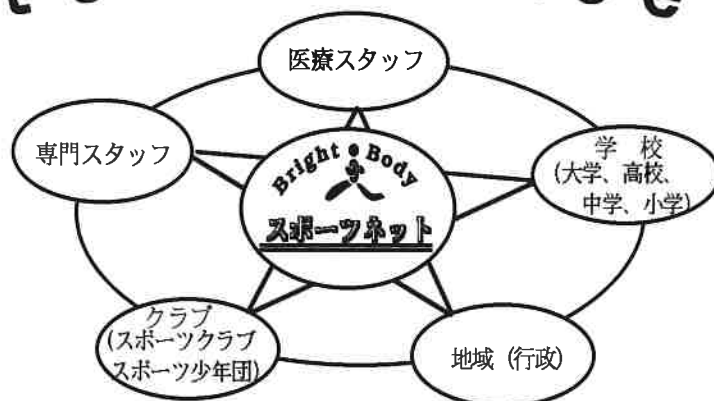 医療スタッフ
専門スタッフ
Bright Body
スポーツネット
学　校
(大学、高校、
中学、小学)
クラブ
(スポーツクラブ
スポーツ少年団)
地域（行政）